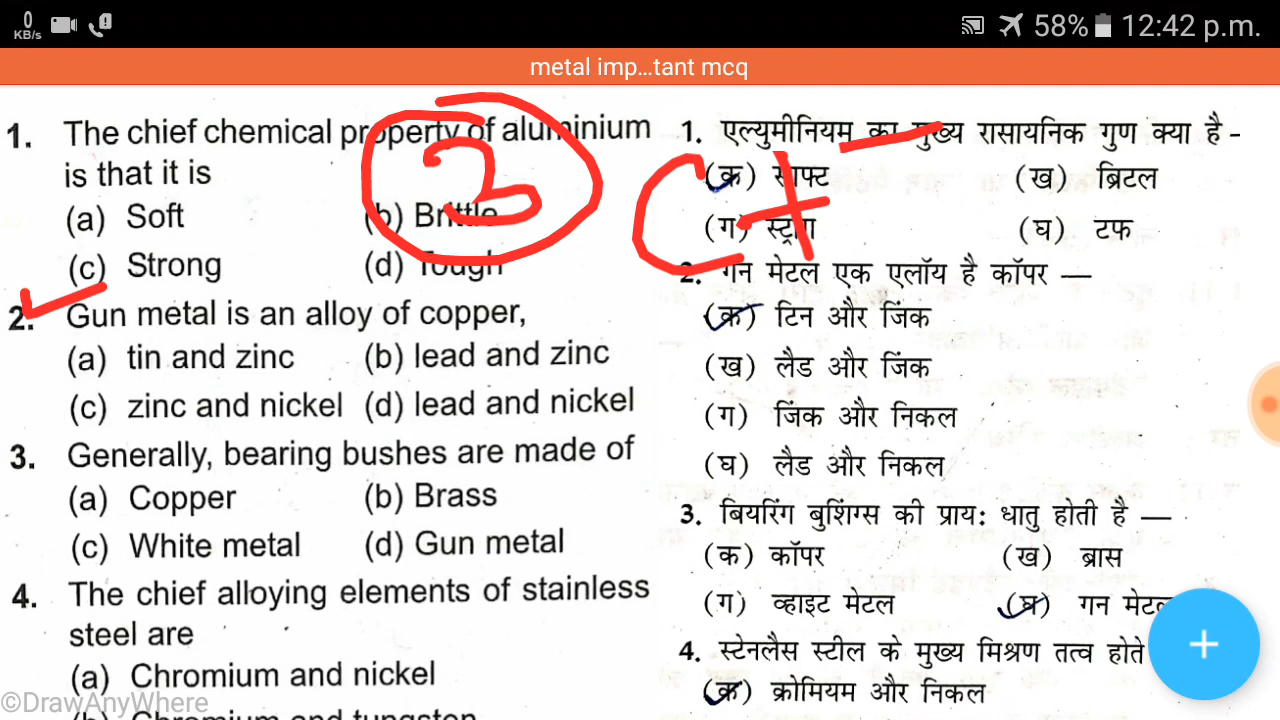 0
KB/s
58% 12:42 p.m.
metal imp...tant mcq
1. The chief chemical property of aluminium
is that it is
(a) Soft (b) Brittle
(c) Strong (d) Tough
2. Gun metal is an alloy of copper,
(a) tin and zinc (b) lead and zinc
(c) zinc and nickel (d) lead and nickel
3. Generally, bearing bushes are made of
(a) Copper (b) Brass
(c) White metal (d) Gun metal
4. The chief alloying elements of stainless
steel are
(a) Chromium and nickel
(b) Chromium and tungsten
1. एल्युमीनियम का मुख्य रासायनिक गुण क्या है -
(क) साफ्ट (ख) ब्रिटल
(ग) स्ट्रांग (घ) टफ
2. गन मेटल एक एलॉय है कॉपर —
(क) टिन और जिंक
(ख) लैड और जिंक
(ग) जिंक और निकल
(घ) लैड और निकल
3. बियरिंग बुशिंग्स की प्रायः धातु होती है —
(क) कॉपर (ख) ब्रास
(ग) व्हाइट मेटल (घ) गन मेटल
4. स्टेनलैस स्टील के मुख्य मिश्रण तत्व होते
(क) क्रोमियम और निकल
3
C+
©DrawAnyWhere